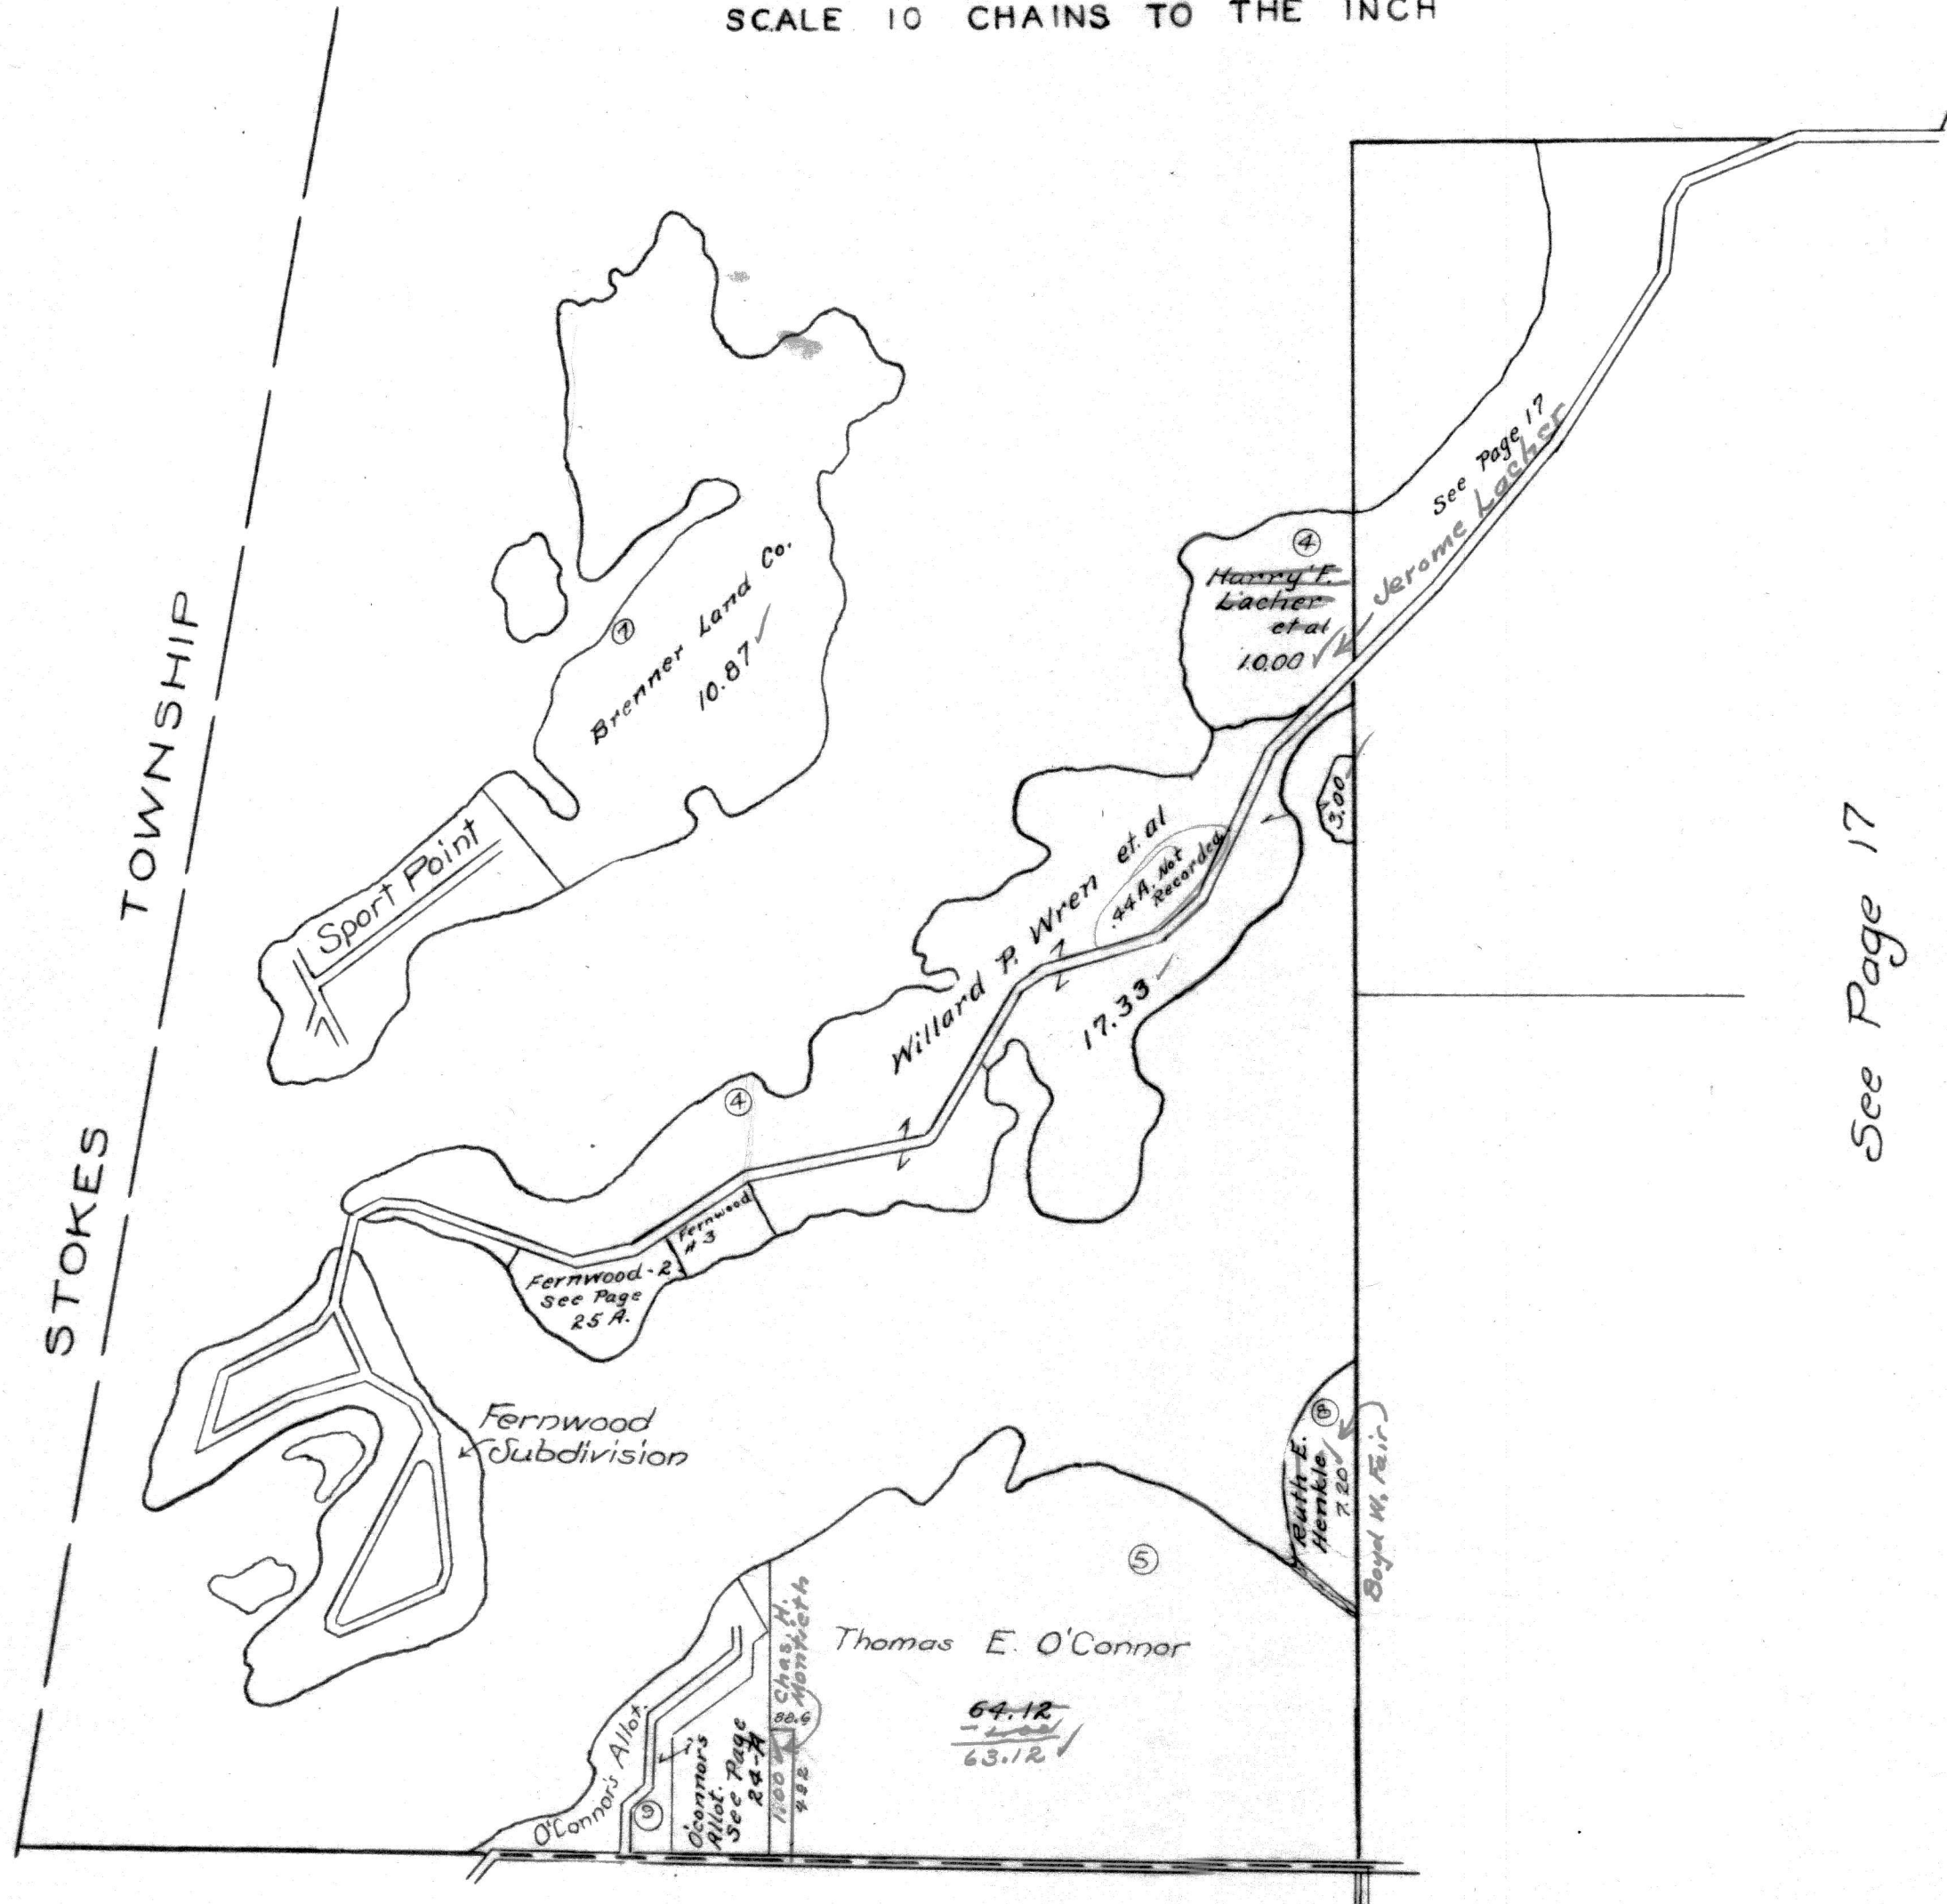 SCALE 10 CHAINS TO THE INCH
STOKES TOWNSHIP
See Page 17
Jerome Lacher
④
Harry F.
Lacher
et al
10.00 ✓
⑦
Brenner Land Co.
10.87 ✓
3.00
Sport Point
Willard P. Wren et. al
.44 A. Not
Recorded
17.33 ✓
See Page 17
④
Fernwood
# 3
Fernwood - 2
See Page
25 A.
Fernwood
Subdivision
⑧
Ruth E.
Henkle
7.20 ✓
Boyd W. Fair
⑤
Thomas E. O'Connor
64.12
- 1.00
63.12 ✓
Chas. H.
Montieth
88.6
1.00
492
O'Connor's Allot.
⑨
O'connors
Allot.
See Page
24-A